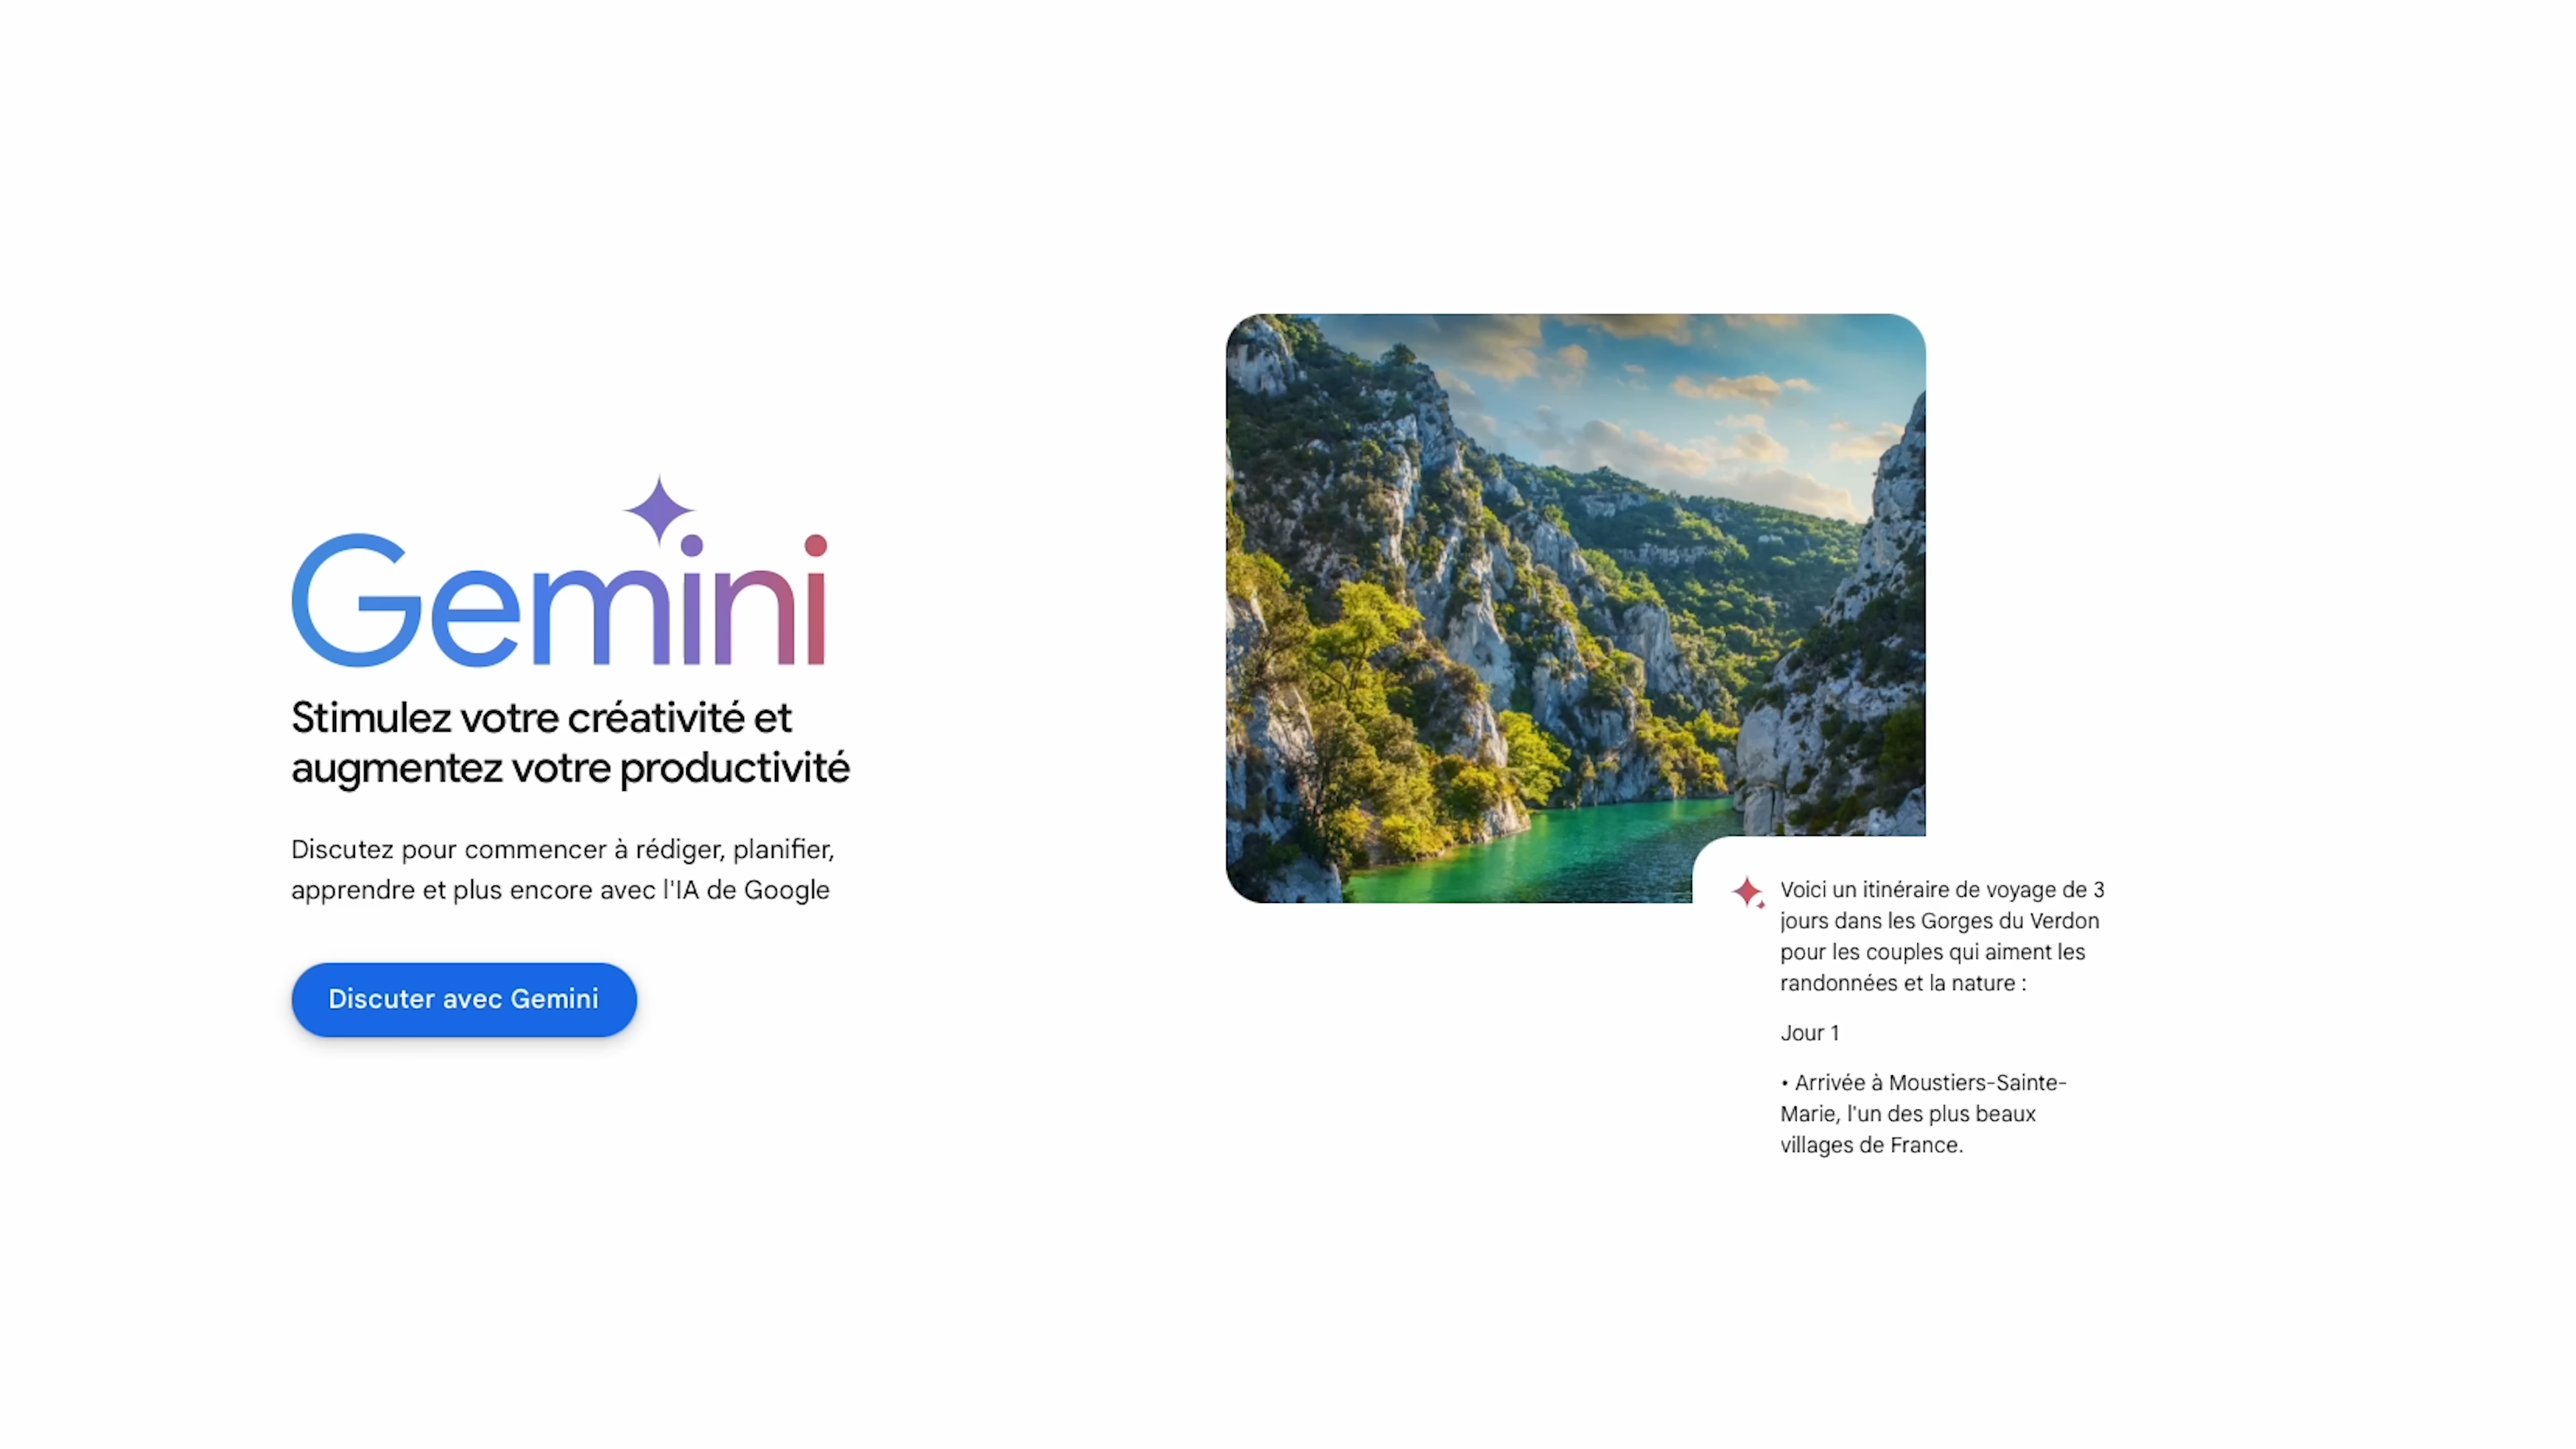 Gemini
Stimulez votre créativité et
augmentez votre productivité
Discutez pour commencer à rédiger, planifier,
apprendre et plus encore avec l'IA de Google
Discuter avec Gemini
Voici un itinéraire de voyage de 3
jours dans les Gorges du Verdon
pour les couples qui aiment les
randonnées et la nature :
Jour 1
• Arrivée à Moustiers-Sainte-
Marie, l'un des plus beaux
villages de France.